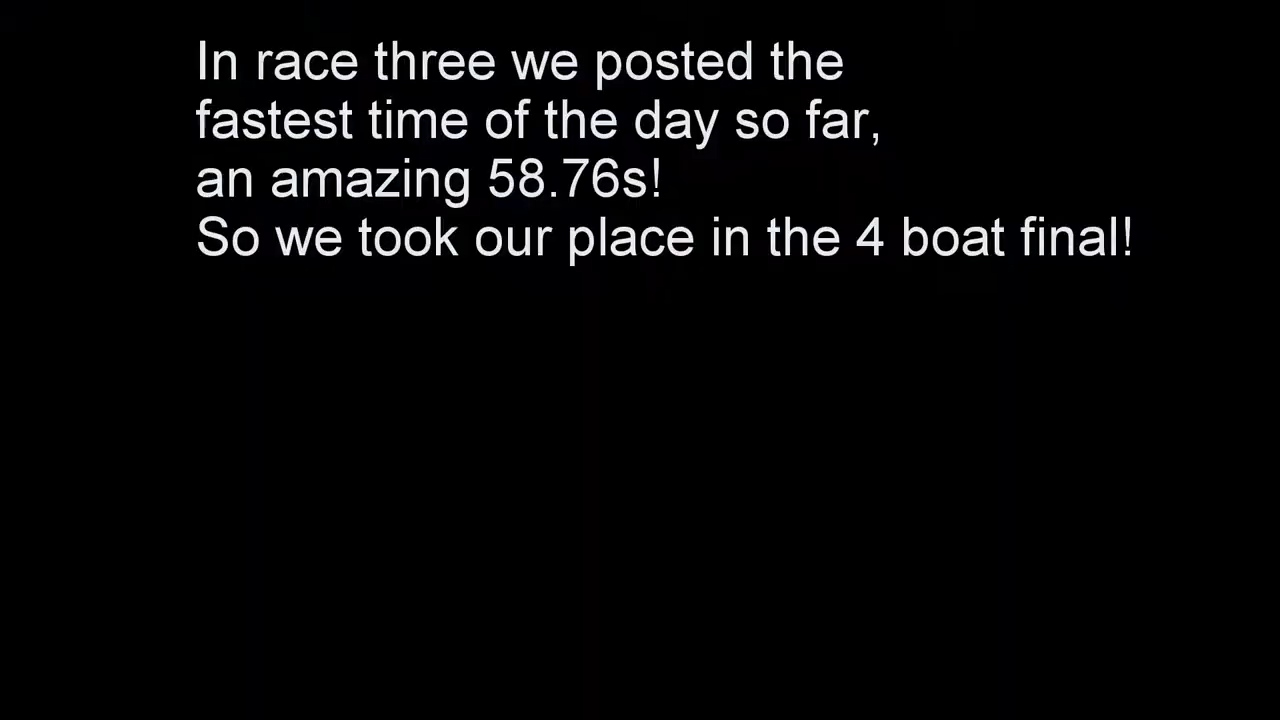 In race three we posted the
fastest time of the day so far,
an amazing 58.76s!
So we took our place in the 4 boat final!